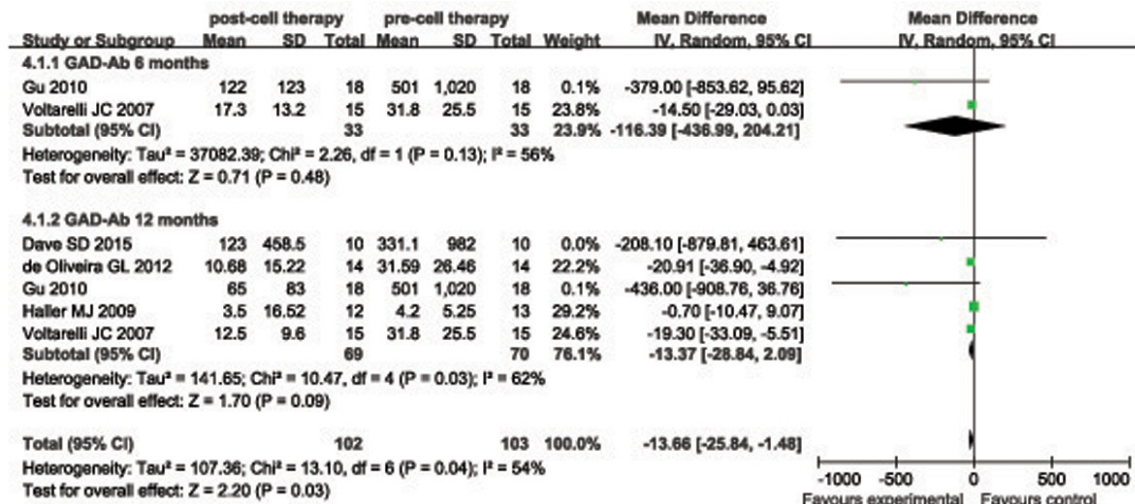 post-cell therapy pre-cell therapy Mean Difference Mean Difference
Study or Subgroup Mean SD Total Mean SD Total Weight IV, Random, 95% CI IV, Random, 95% CI
4.1.1 GAD-Ab 6 months
Gu 2010 122 123 18 501 1,020 18 0.1% -379.00 [-853.62, 95.62]
Voltarelli JC 2007 17.3 13.2 15 31.8 25.5 15 23.8% -14.50 [-29.03, 0.03]
Subtotal (95% CI) 33 33 23.9% -116.39 [-436.99, 204.21]
Heterogeneity: Tau² = 37082.39; Chi² = 2.26, df = 1 (P = 0.13); I² = 56%
Test for overall effect: Z = 0.71 (P = 0.48)
4.1.2 GAD-Ab 12 months
Dave SD 2015 123 458.5 10 331.1 982 10 0.0% -208.10 [-879.81, 463.61]
de Oliveira GL 2012 10.68 15.22 14 31.59 26.46 14 22.2% -20.91 [-36.90, -4.92]
Gu 2010 65 83 18 501 1,020 18 0.1% -436.00 [-908.76, 36.76]
Haller MJ 2009 3.5 16.52 12 4.2 5.25 13 29.2% -0.70 [-10.47, 9.07]
Voltarelli JC 2007 12.5 9.6 15 31.8 25.5 15 24.6% -19.30 [-33.09, -5.51]
Subtotal (95% CI) 69 70 76.1% -13.37 [-28.84, 2.09]
Heterogeneity: Tau² = 141.65; Chi² = 10.47, df = 4 (P = 0.03); I² = 62%
Test for overall effect: Z = 1.70 (P = 0.09)
Total (95% CI) 102 103 100.0% -13.66 [-25.84, -1.48]
Heterogeneity: Tau² = 107.36; Chi² = 13.10, df = 6 (P = 0.04); I² = 54%
Test for overall effect: Z = 2.20 (P = 0.03)
-1000 -500 0 500 1000
Favours experimental Favours control